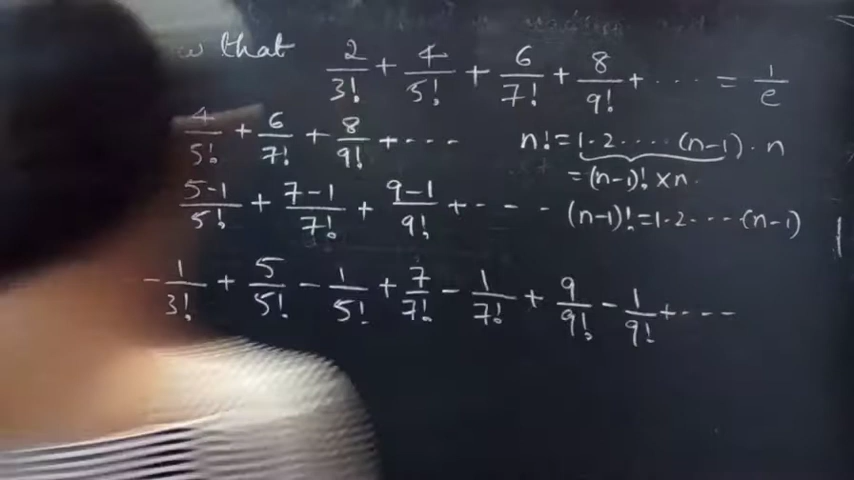 that 2/3! + 4/5! + 6/7! + 8/9! + .... = 1/e
4/5! + 6/7! + 8/9! + ....
n! = 1·2.....(n-1)·n
= (n-1)! × n.
5-1/5! + 7-1/7! + 9-1/9! + ----
(n-1)! = 1·2.....(n-1)
- 1/3! + 5/5! - 1/5! + 7/7! - 1/7! + 9/9! - 1/9! + ---